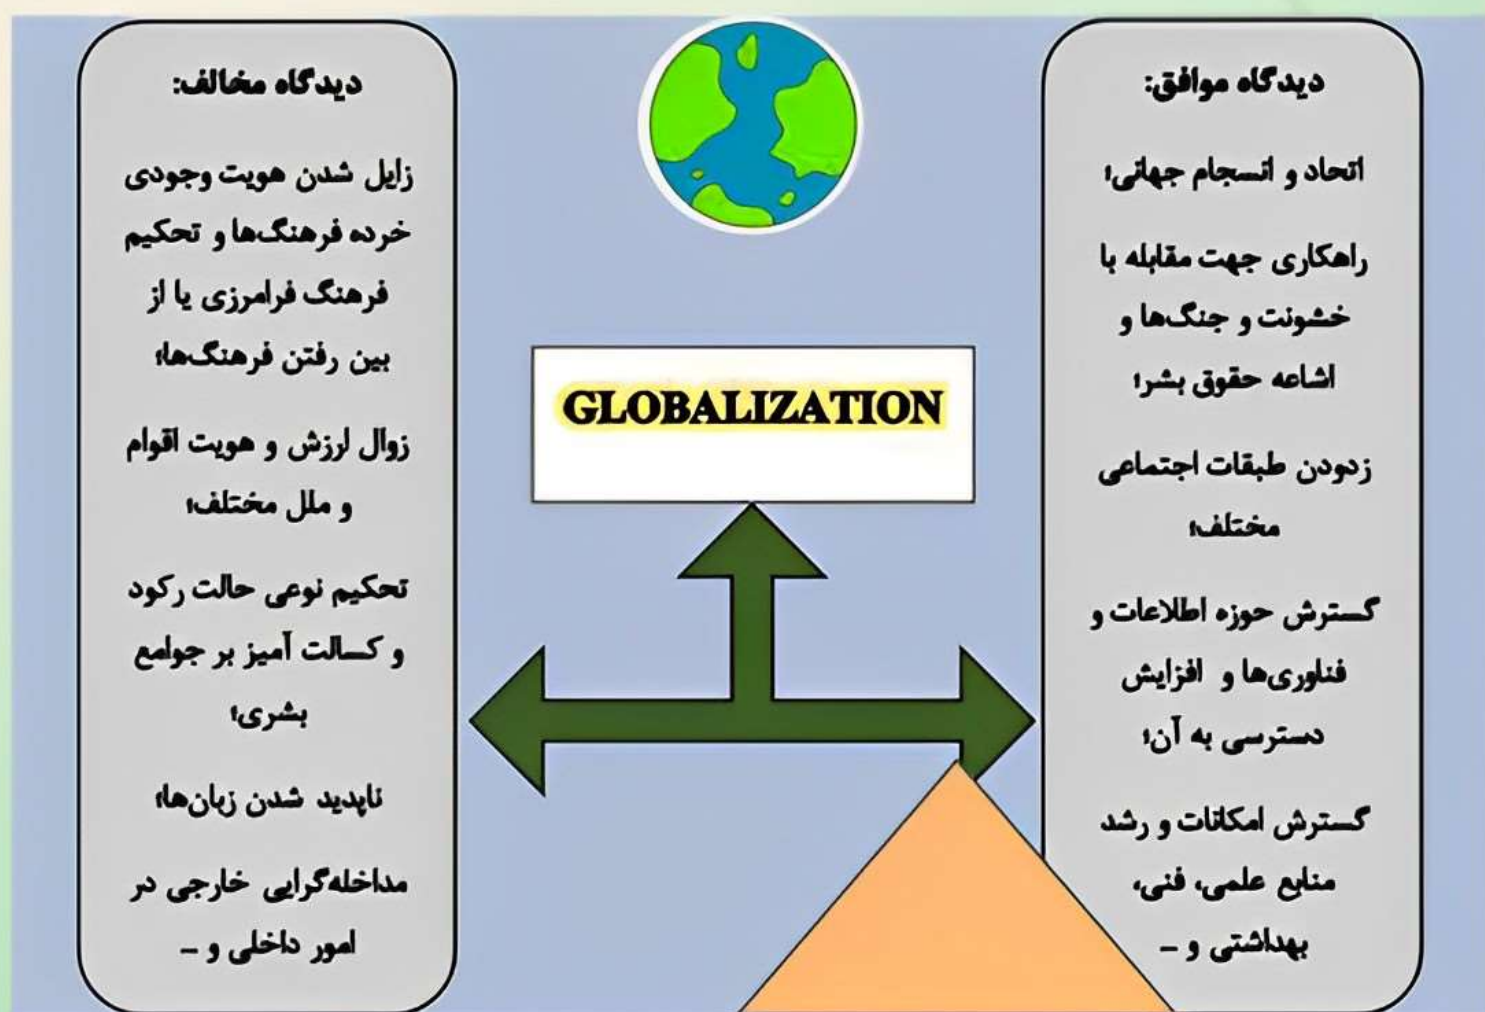 دیدگاه موافق:
اتحاد و انسجام جهانی؛
راهکاری جهت مقابله با
خشونت و جنگ‌ها و
اشاعه حقوق بشر؛
زدودن طبقات اجتماعی
مختلف؛
گسترش حوزه اطلاعات و
فناوری‌ها و افزایش
دسترسی به آن؛
گسترش امکانات و رشد
منابع علمی، فنی،
بهداشتی و ...
GLOBALIZATION
دیدگاه مخالف:
زایل شدن هویت وجودی
خرده فرهنگ‌ها و تحکیم
فرهنگ فرامرزی یا از
بین رفتن فرهنگ‌ها؛
زوال ارزش و هویت اقوام
و ملل مختلف؛
تحکیم نوعی حالت رکود
و کسالت آمیز بر جوامع
بشری؛
ناپدید شدن زبان‌ها؛
مداخله‌گرایی خارجی در
امور داخلی و ...